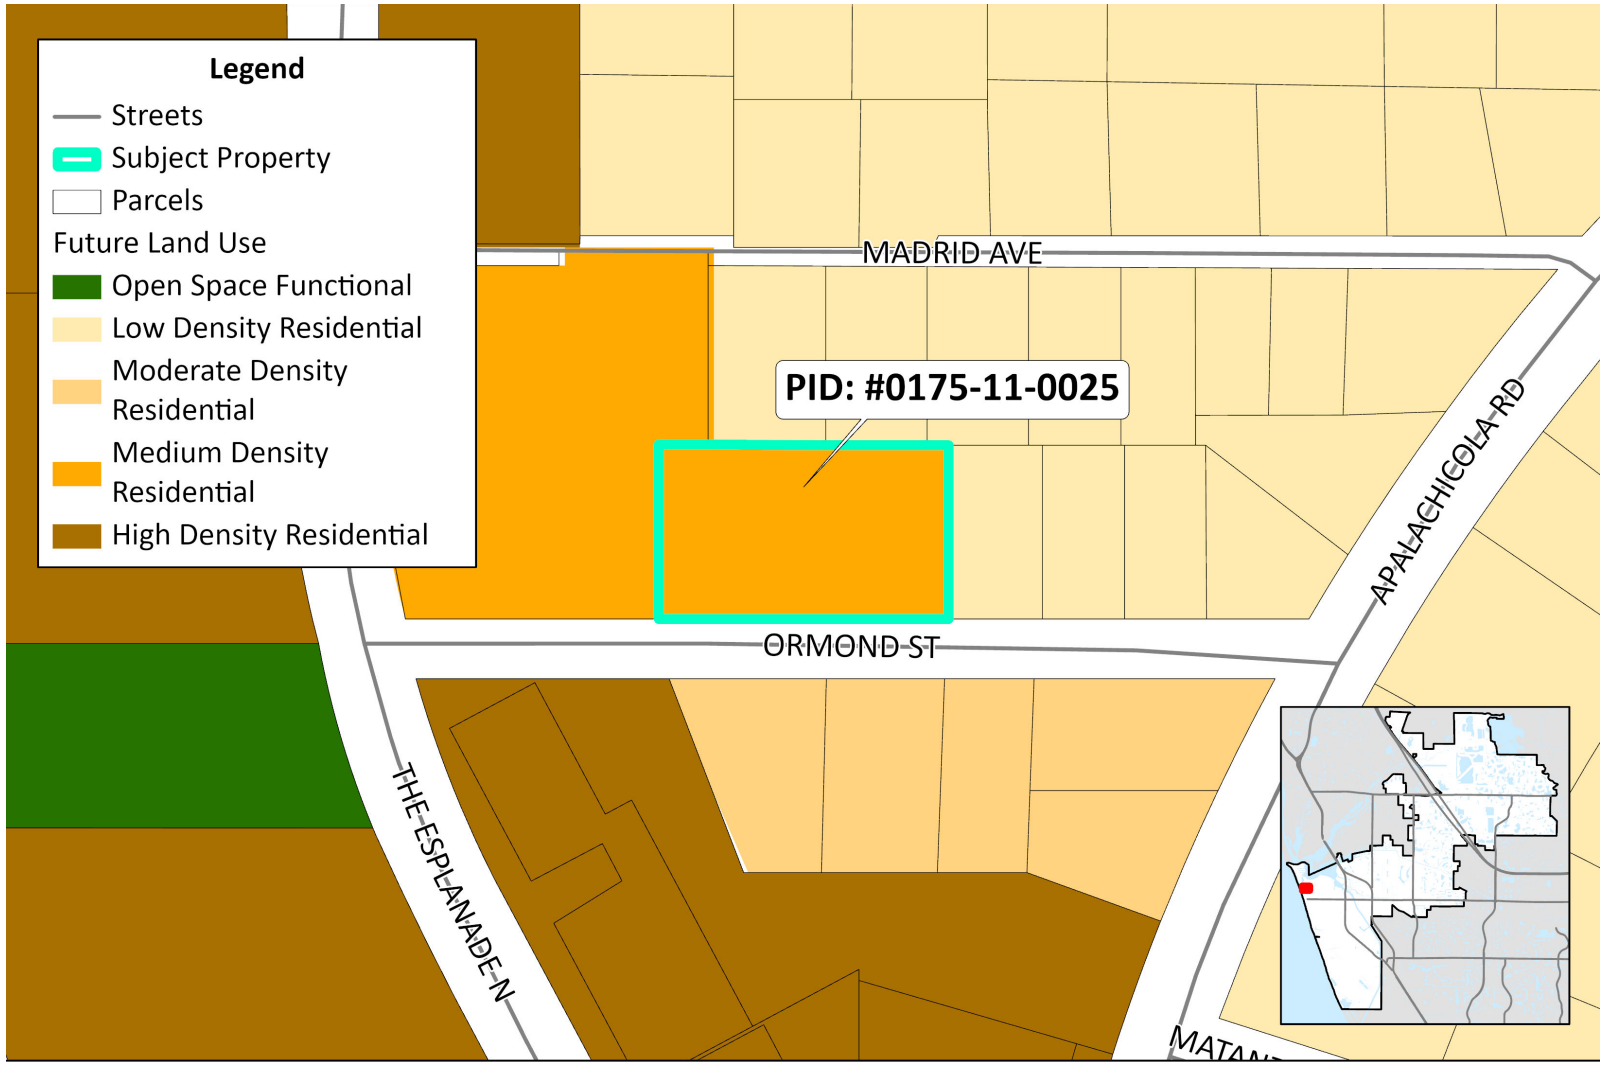 Legend
Streets
Subject Property
Parcels
Future Land Use
Open Space Functional
Low Density Residential
Moderate Density
Residential
Medium Density
Residential
High Density Residential
MADRID AVE
PID: #0175-11-0025
APALACHICOLA RD
ORMOND ST
THE ESPLANADE N